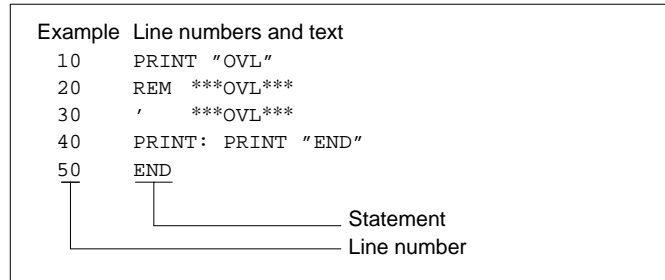 Example Line numbers and text
10 PRINT "OVL"
20 REM ***OVL***
30 ' ***OVL***
40 PRINT: PRINT "END"
50 END
Statement
Line number